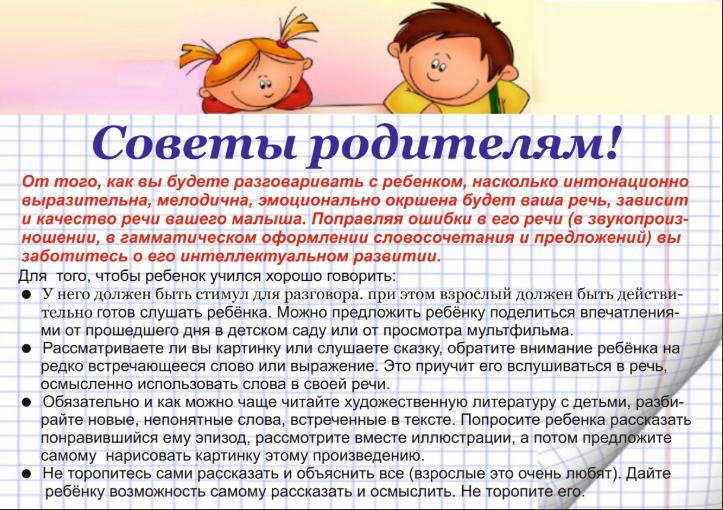 Советы родителям!
От того, как вы будете разговаривать с ребенком, насколько интонационно
выразительна, мелодична, эмоционально окршена будет ваша речь, зависит
и качество речи вашего малыша. Поправляя ошибки в его речи (в звукопроиз-
ношении, в гамматическом оформлении словосочетания и предложений) вы
заботитесь о его интеллектуальном развитии.
Для того, чтобы ребенок учился хорошо говорить:
● У него должен быть стимул для разговора. при этом взрослый должен быть действи-
тельно готов слушать ребёнка. Можно предложить ребёнку поделиться впечатления-
ми от прошедшего дня в детском саду или от просмотра мультфильма.
● Рассматриваете ли вы картинку или слушаете сказку, обратите внимание ребёнка на
редко встречающееся слово или выражение. Это приучит его вслушиваться в речь,
осмысленно использовать слова в своей речи.
● Обязательно и как можно чаще читайте художественную литературу с детьми, разби-
райте новые, непонятные слова, встреченные в тексте. Попросите ребенка рассказать
понравившийся ему эпизод, рассмотрите вместе иллюстрации, а потом предложите
самому нарисовать картинку этому произведению.
● Не торопитесь сами рассказать и объяснить все (взрослые это очень любят). Дайте
ребёнку возможность самому рассказать и осмыслить. Не торопите его.